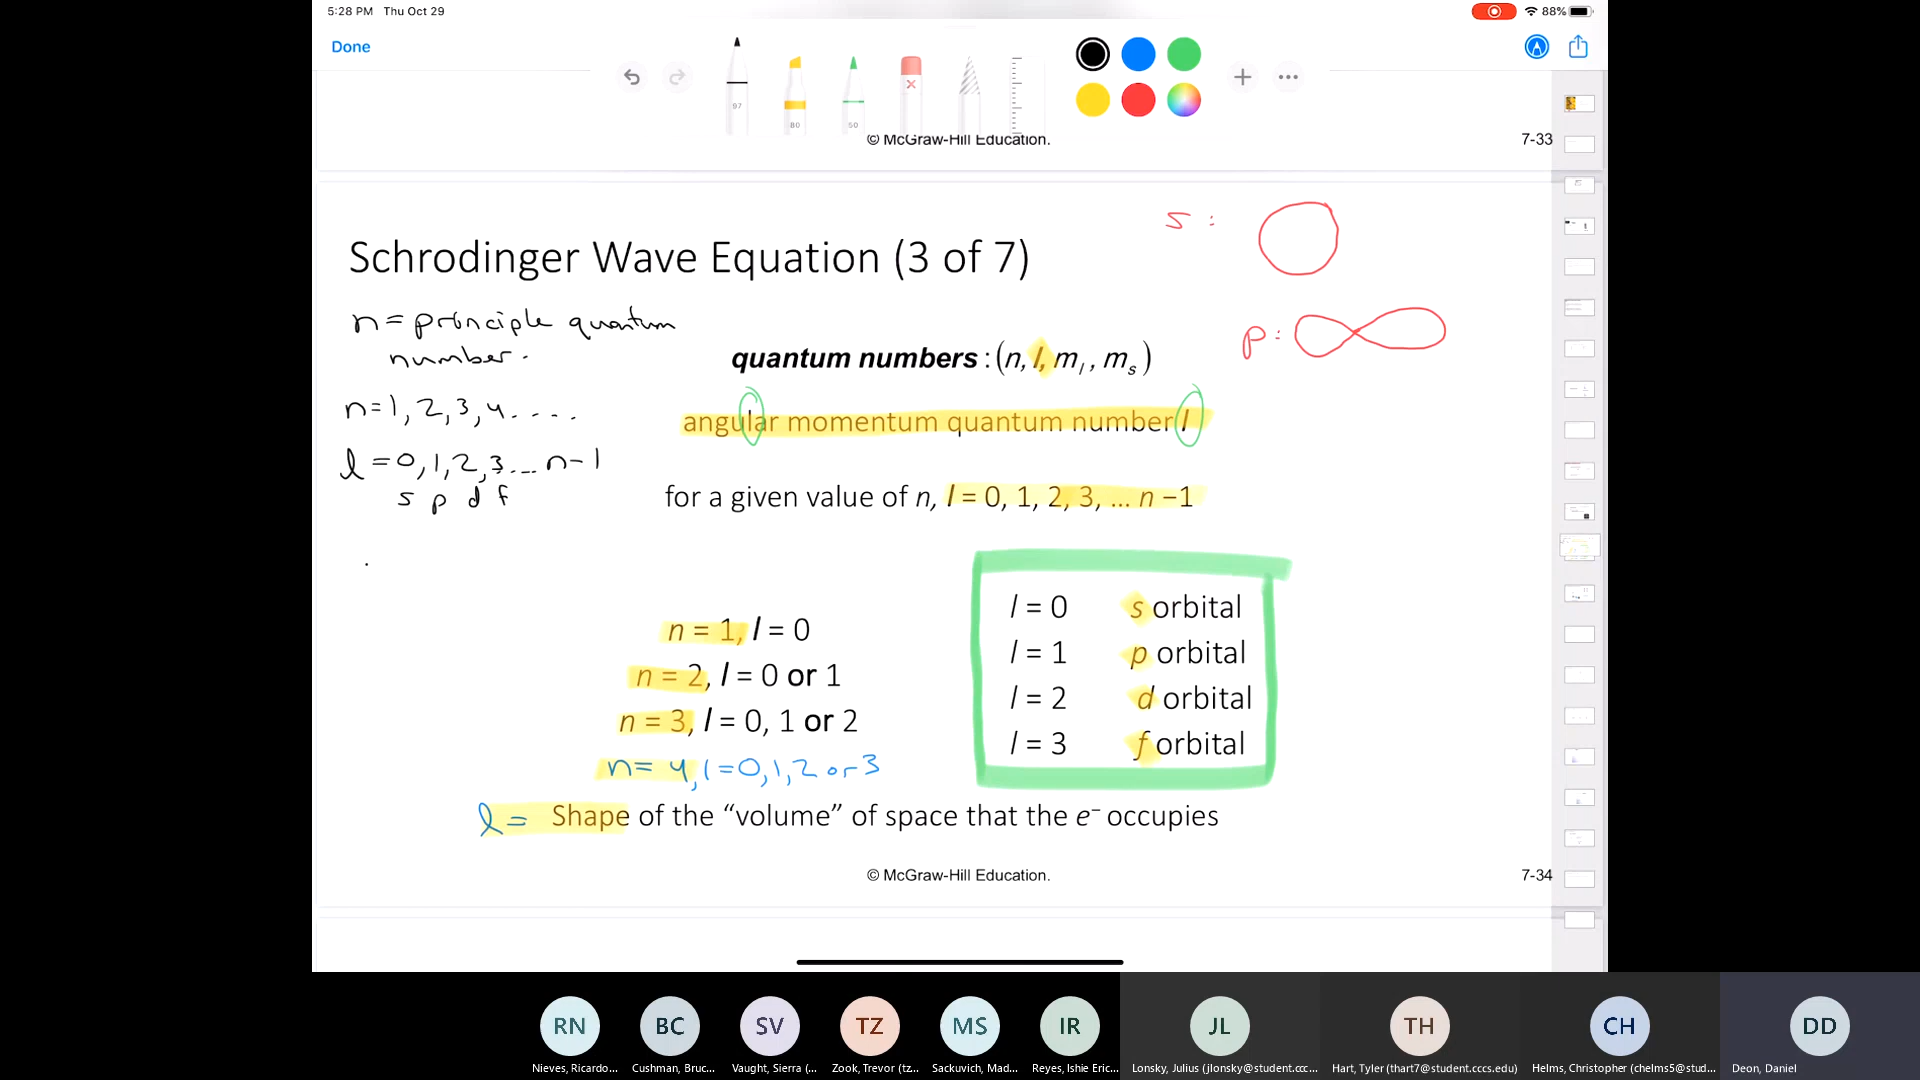 5:28 PM Thu Oct 29
88%
Done
97
80
50
© McGraw-Hill Education.
7-33
s :
Schrodinger Wave Equation (3 of 7)
n = principle quantum
number.
p:
quantum numbers : (n, l, mₗ , mₛ )
n=1, 2, 3, 4 . . . .
angular momentum quantum number l
l = 0, 1, 2, 3 ... n-1
s p d f
for a given value of n, l = 0, 1, 2, 3, ... n −1
n = 1, l = 0
n = 2, l = 0 or 1
n = 3, l = 0, 1 or 2
n= 4, l=0,1,2 or 3
l = 0 s orbital
l = 1 p orbital
l = 2 d orbital
l = 3 f orbital
l = Shape of the “volume” of space that the e⁻ occupies
© McGraw-Hill Education.
7-34
RN BC SV TZ MS IR JL TH CH DD
Nieves, Ricardo... Cushman, Bruc... Vaught, Sierra (... Zook, Trevor (tz... Sackuvich, Mad... Reyes, Ishie Eric... Lonsky, Julius (jlonsky@student.ccc... Hart, Tyler (thart7@student.cccs.edu) Helms, Christopher (chelms5@stud... Deon, Daniel